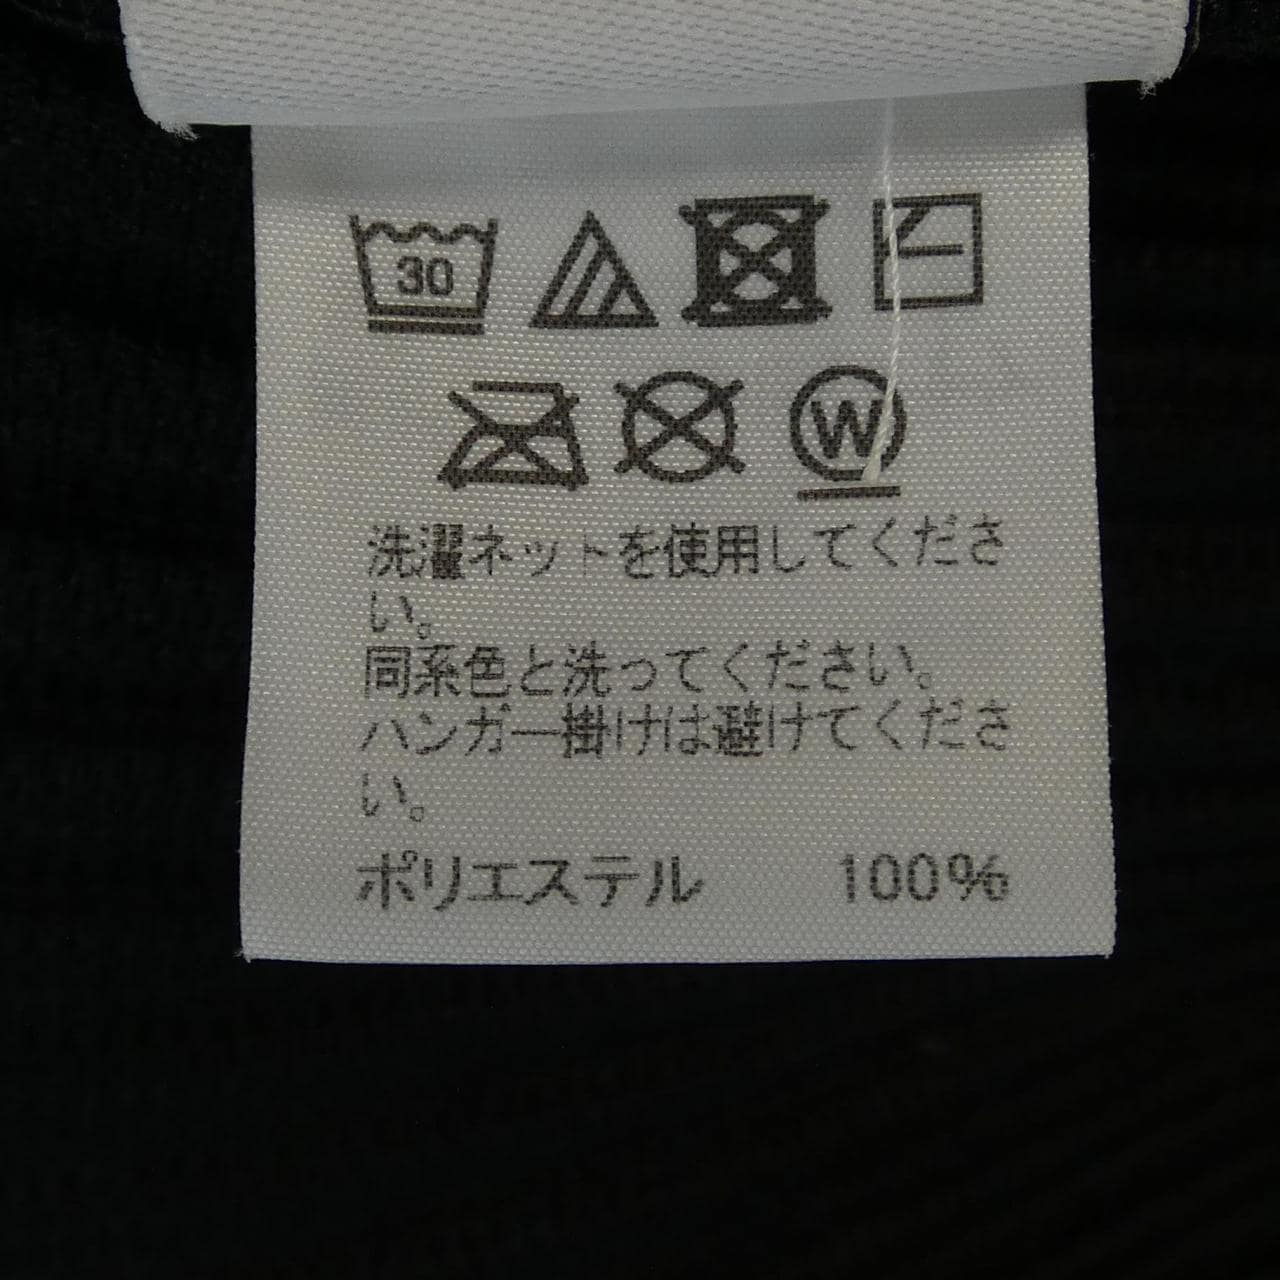 30
W
洗濯ネットを使用してくださ
い。
同系色と洗ってください。
ハンガー掛けは避けてくださ
い。
ポリエステル 100%